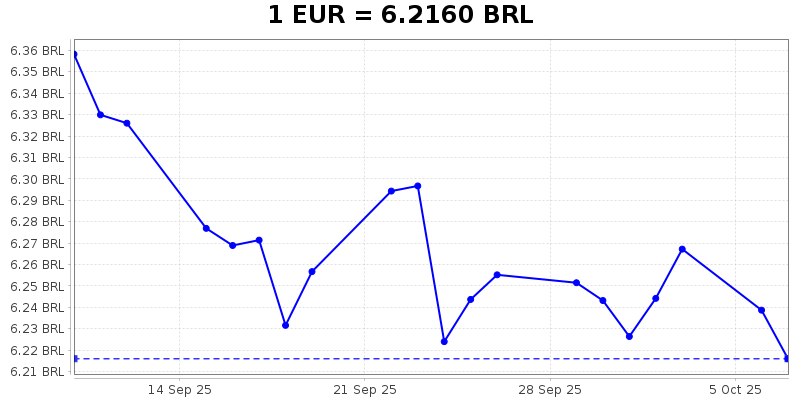 1 EUR = 6.2160 BRL
6.36 BRL
6.35 BRL
6.34 BRL
6.33 BRL
6.32 BRL
6.31 BRL
6.30 BRL
6.29 BRL
6.28 BRL
6.27 BRL
6.26 BRL
6.25 BRL
6.24 BRL
6.23 BRL
6.22 BRL
6.21 BRL
14 Sep 25 21 Sep 25 28 Sep 25 5 Oct 25